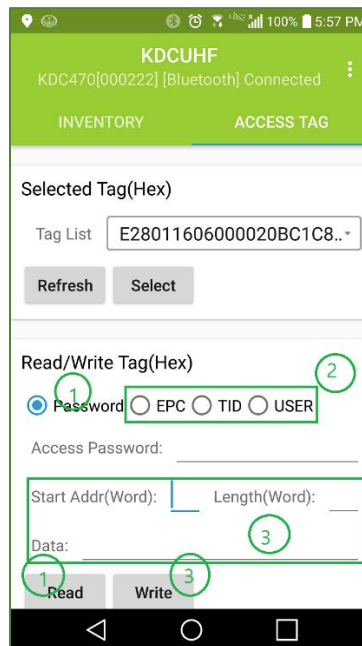 100% 5:57 PM
KDCUHF
KDC470[000222] [Bluetooth] Connected
INVENTORY ACCESS TAG
Selected Tag(Hex)
Tag List E28011606000020BC1C8..
Refresh Select
Read/Write Tag(Hex)
2
1
Password EPC TID USER
Access Password:
Start Addr(Word): Length(Word):
3
Data:
1 3
Read Write